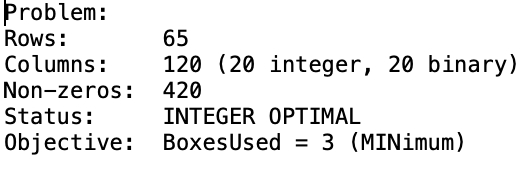 Problem:
Rows:       65
Columns:    120 (20 integer, 20 binary)
Non-zeros:  420
Status:     INTEGER OPTIMAL
Objective:  BoxesUsed = 3 (MINimum)